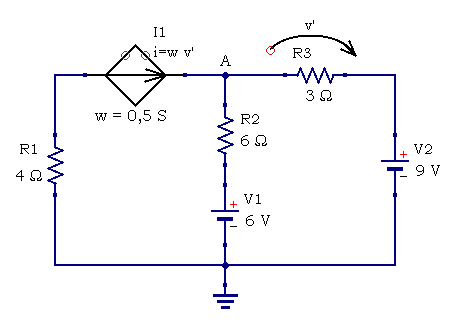 I1
i=w v'
v'
A
R3
3 Ω
w = 0,5 S
R2
6 Ω
R1
4 Ω
V2
+
9 V
−
V1
+
6 V
−